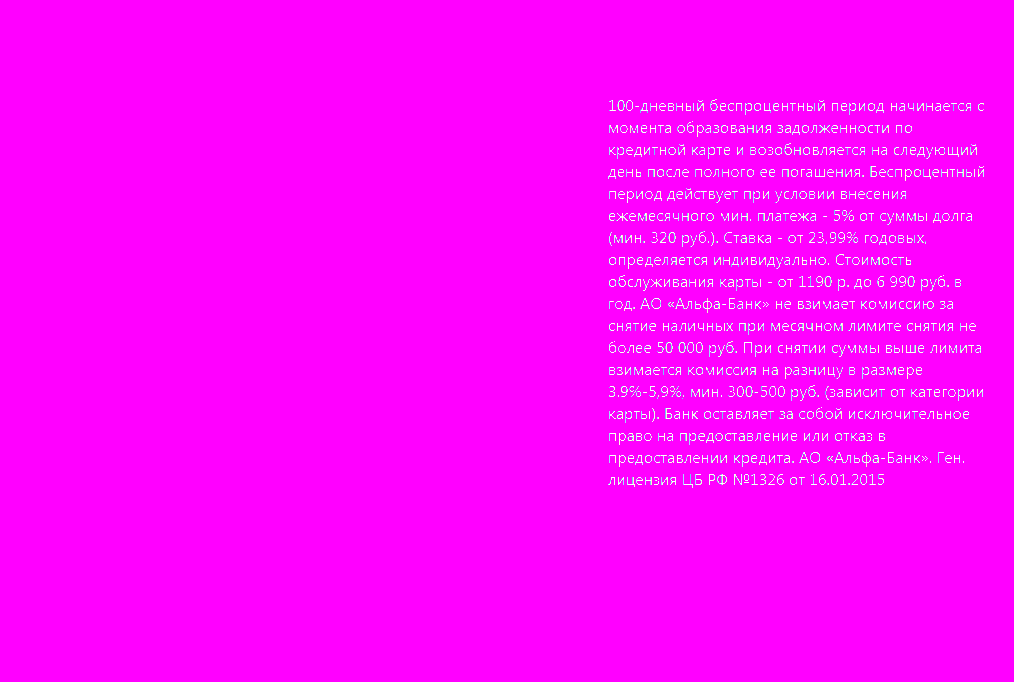 100-дневный беспроцентный период начинается с
момента образования задолженности по
кредитной карте и возобновляется на следующий
день после полного ее погашения. Беспроцентный
период действует при условии внесения
ежемесячного мин. платежа - 5% от суммы долга
(мин. 320 руб.). Ставка - от 23,99% годовых,
определяется индивидуально. Стоимость
обслуживания карты - от 1190 р. до 6 990 руб. в
год. АО «Альфа-Банк» не взимает комиссию за
снятие наличных при месячном лимите снятия не
более 50 000 руб. При снятии суммы выше лимита
взимается комиссия на разницу в размере
3.9%-5,9%, мин. 300-500 руб. (зависит от категории
карты). Банк оставляет за собой исключительное
право на предоставление или отказ в
предоставлении кредита. АО «Альфа-Банк». Ген.
лицензия ЦБ РФ №1326 от 16.01.2015